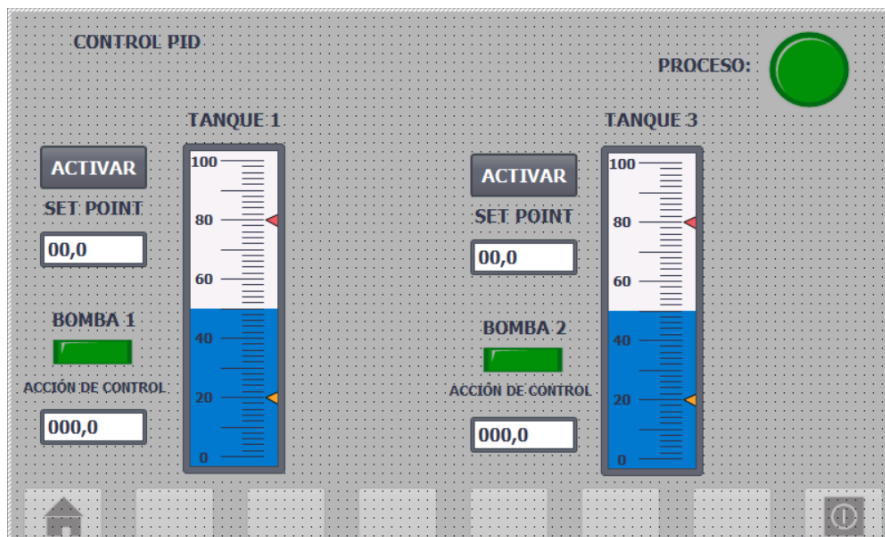 CONTROL PID
PROCESO:
TANQUE 1
ACTIVAR
SET POINT
00,0
BOMBA 1
ACCIÓN DE CONTROL
000,0
100
80
60
40
20
0
TANQUE 3
ACTIVAR
SET POINT
00,0
BOMBA 2
ACCIÓN DE CONTROL
000,0
100
80
60
40
20
0